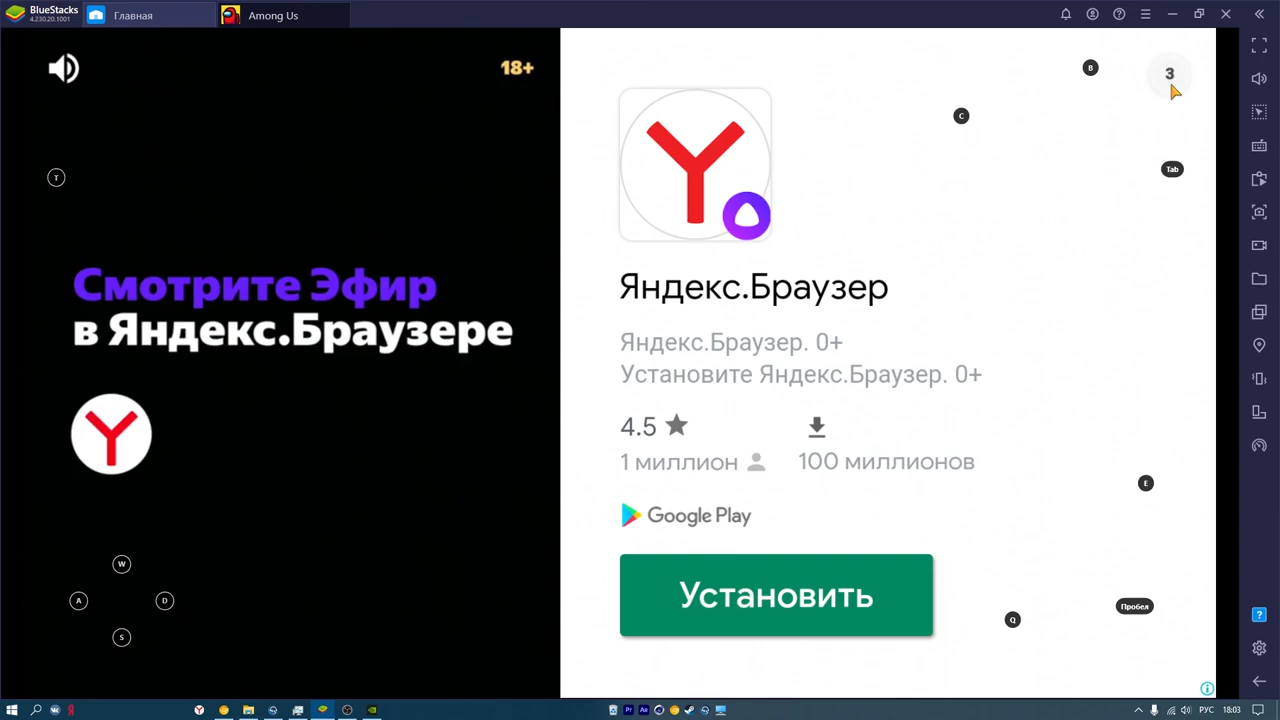 BlueStacks
4.230.20.1001
Главная
Among Us
18+
B
3
C
Tab
T
Смотрите Эфир
в Яндекс.Браузере
Яндекс.Браузер
Яндекс.Браузер. 0+
Установите Яндекс.Браузер. 0+
4.5
1 миллион
100 миллионов
E
Google Play
W
A
D
S
Установить
Пробел
Q
РУС
18:03